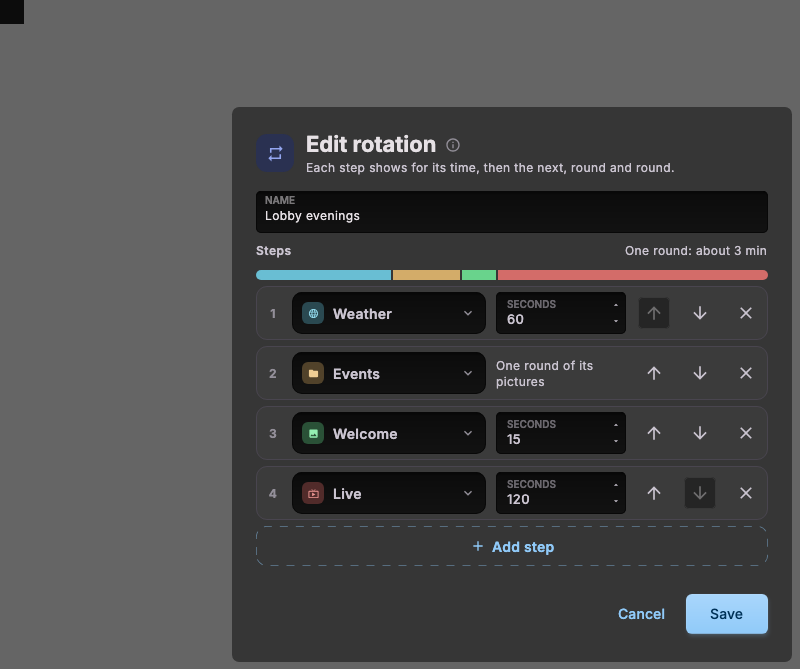 Edit rotation
Each step shows for its time, then the next, round and round.
NAME
Lobby evenings
Steps
One round: about 3 min
1
Weather
SECONDS
60
2
Events
One round of its
pictures
3
Welcome
SECONDS
15
4
Live
SECONDS
120
+ Add step
Cancel
Save